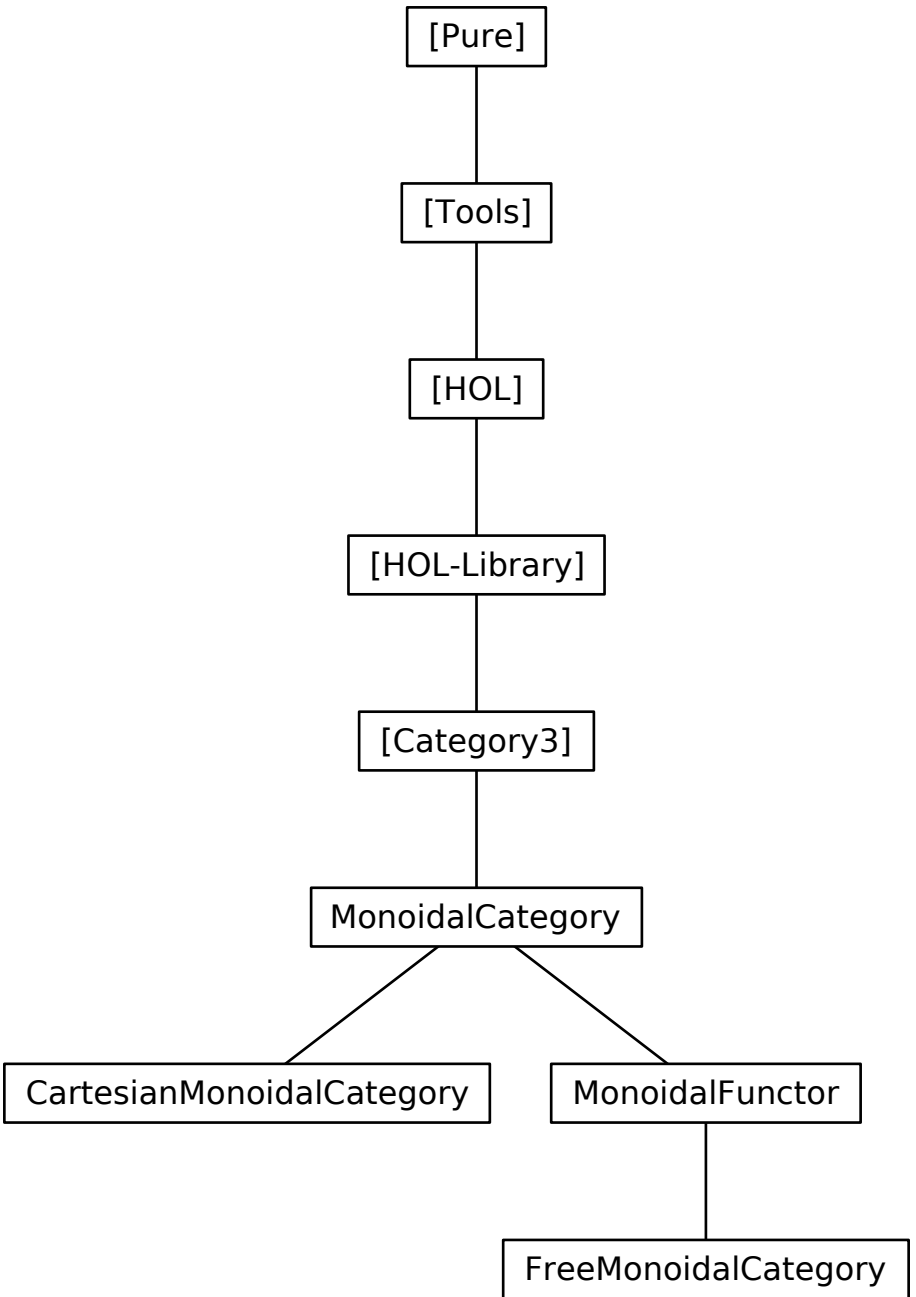 [Pure]
[Tools]
[HOL]
[HOL-Library]
[Category3]
MonoidalCategory
CartesianMonoidalCategory
MonoidalFunctor
FreeMonoidalCategory